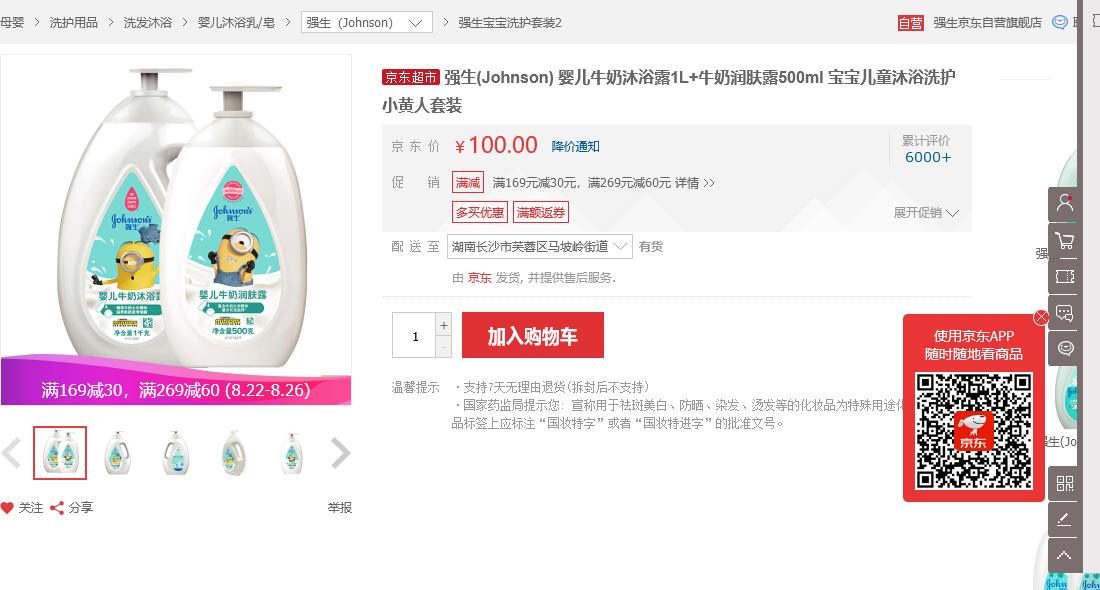 母婴 > 洗护用品 > 洗发沐浴 > 婴儿沐浴乳/皂 > 强生（Johnson） > 强生宝宝洗护套装2
自营 强生京东自营旗舰店
京东超市 强生(Johnson) 婴儿牛奶沐浴露1L+牛奶润肤露500ml 宝宝儿童沐浴洗护
小黄人套装
京东价 ￥100.00 降价通知
累计评价
6000+
促销 满减 满169元减30元，满269元减60元 详情 >>
多买优惠 满额返券
展开促销
配送至 湖南长沙市芙蓉区马坡岭街道 有货
由 京东 发货, 并提供售后服务.
1
+
-
加入购物车
温馨提示 ·支持7天无理由退货(拆封后不支持)
·国家药监局提示您：宣称用于祛斑美白、防晒、染发、烫发等的化妆品为特殊用途化
品标签上应标注“国妆特字”或者“国妆特进字”的批准文号。
Johnson's
强生
婴儿牛奶沐浴露
净含量1千克
Johnson's
强生
婴儿牛奶润肤露
净含量500克
满169减30，满269减60 (8.22-8.26)
关注 分享 举报
使用京东APP
随时随地看商品
京东
强
生(Jo
John
John